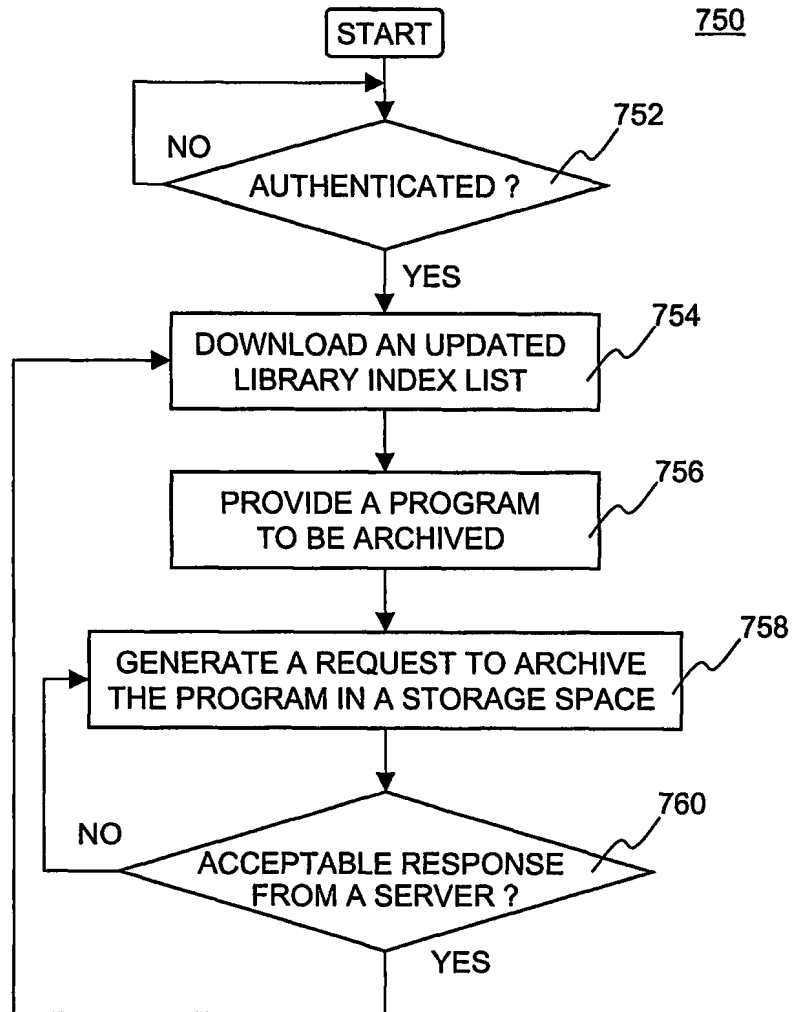 750
START
752
NO
AUTHENTICATED ?
YES
754
DOWNLOAD AN UPDATED
LIBRARY INDEX LIST
756
PROVIDE A PROGRAM
TO BE ARCHIVED
758
GENERATE A REQUEST TO ARCHIVE
THE PROGRAM IN A STORAGE SPACE
760
NO
ACCEPTABLE RESPONSE
FROM A SERVER ?
YES